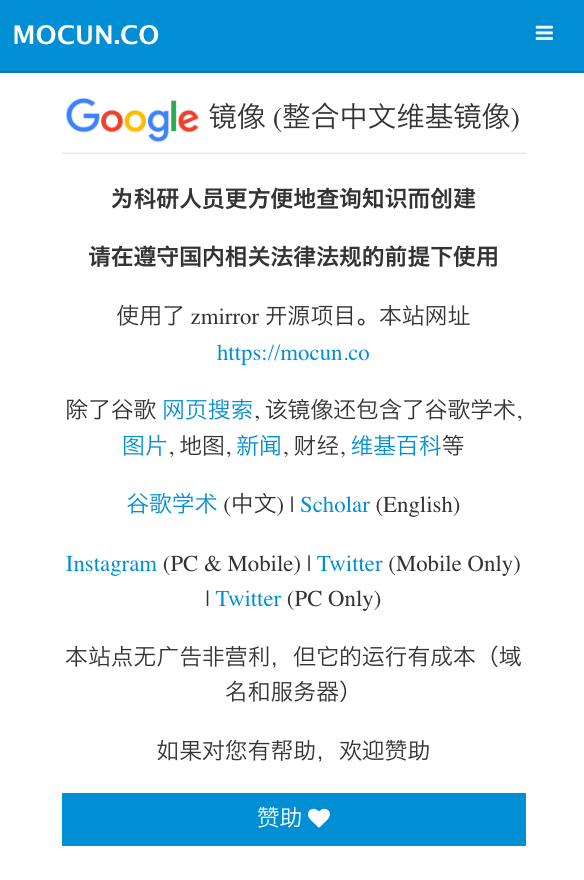 MOCUN.CO
Google 镜像 (整合中文维基镜像)
为科研人员更方便地查询知识而创建
请在遵守国内相关法律法规的前提下使用
使用了 zmirror 开源项目。本站网址
https://mocun.co
除了谷歌 网页搜索, 该镜像还包含了谷歌学术,
图片, 地图, 新闻, 财经, 维基百科等
谷歌学术 (中文) | Scholar (English)
Instagram (PC & Mobile) | Twitter (Mobile Only)
| Twitter (PC Only)
本站点无广告非营利，但它的运行有成本（域
名和服务器）
如果对您有帮助，欢迎赞助
赞助